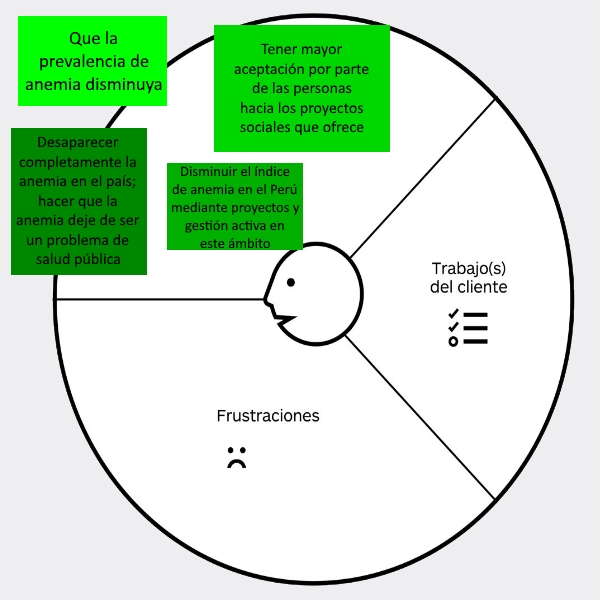 Que la
prevalencia de
anemia disminuya
Tener mayor
aceptación por parte
de las personas
hacia los proyectos
sociales que ofrece
Desaparecer
completamente la
anemia en el país;
hacer que la
anemia deje de ser
un problema de
salud pública
Disminuir el índice
de anemia en el Perú
mediante proyectos y
gestión activa en
este ámbito
Trabajo(s)
del cliente
Frustraciones